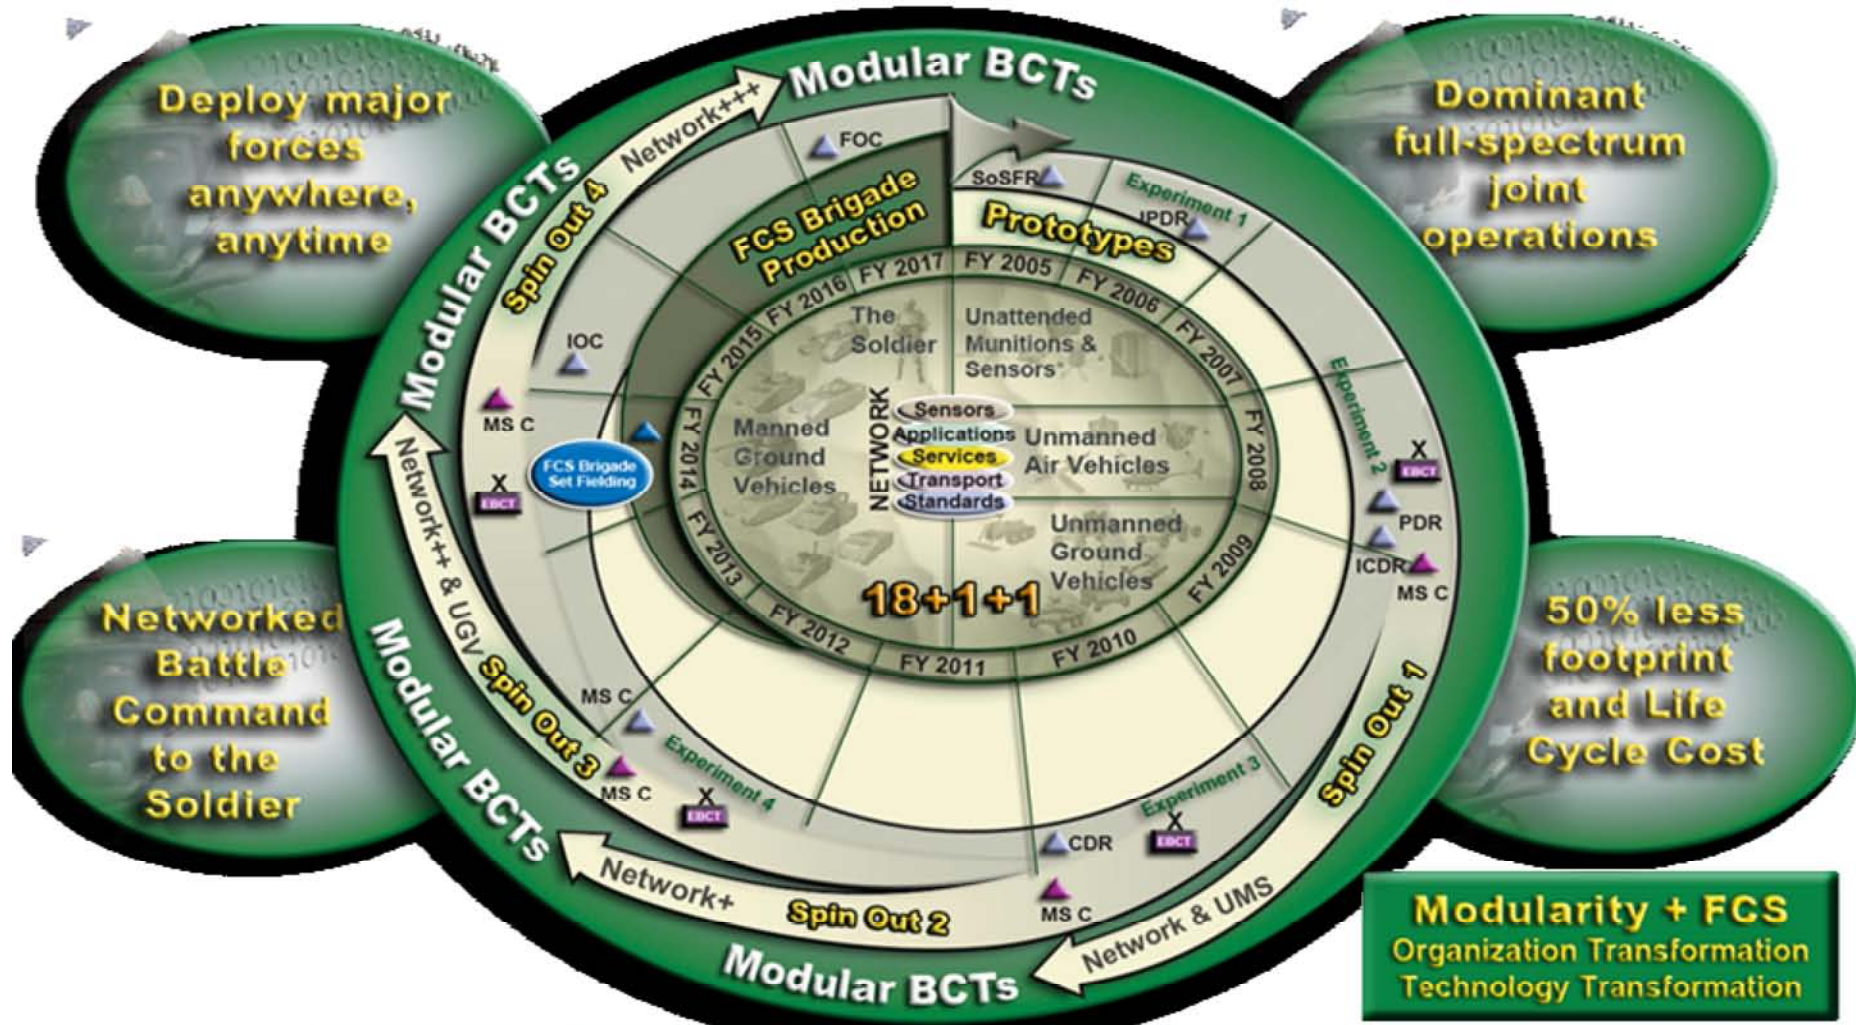 Deploy major
forces
anywhere,
anytime
Dominant
full-spectrum
joint
operations
Networked
Battle
Command
to the
Soldier
50% less
footprint
and Life
Cycle Cost
Modularity + FCS
Organization Transformation
Technology Transformation
Modular BCTs
Modular BCTs
Modular BCTs
Modular BCTs
Network+++
Spin Out 4
Network++ & UGV
Spin Out 3
Network+
Spin Out 2
Network & UMS
Spin Out 1
FOC
SoSFR
Experiment 1
IPDR
Experiment 2
X
EBCT
PDR
ICDR
MS C
Experiment 3
X
EBCT
CDR
MS C
Experiment 4
X
EBCT
MS C
MS C
X
EBCT
MS C
IOC
FCS Brigade
Set Fielding
FCS Brigade
Production
Prototypes
FY 2005
FY 2006
FY 2007
FY 2008
FY 2009
FY 2010
FY 2011
FY 2012
FY 2013
FY 2014
FY 2015
FY 2016
FY 2017
The
Soldier
Unattended
Munitions &
Sensors*
Manned
Ground
Vehicles
NETWORK
Sensors
Applications
Services
Transport
Standards
Unmanned
Air Vehicles
Unmanned
Ground
Vehicles
18+1+1